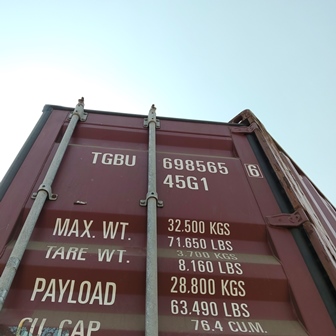 TGBU 698565 6
45G1
MAX. WT. 32.500 KGS
71.650 LBS
TARE WT. 3.700 KGS
8.160 LBS
PAYLOAD 28.800 KGS
63.490 LBS
CU. CAP. 76.4 CU.M.